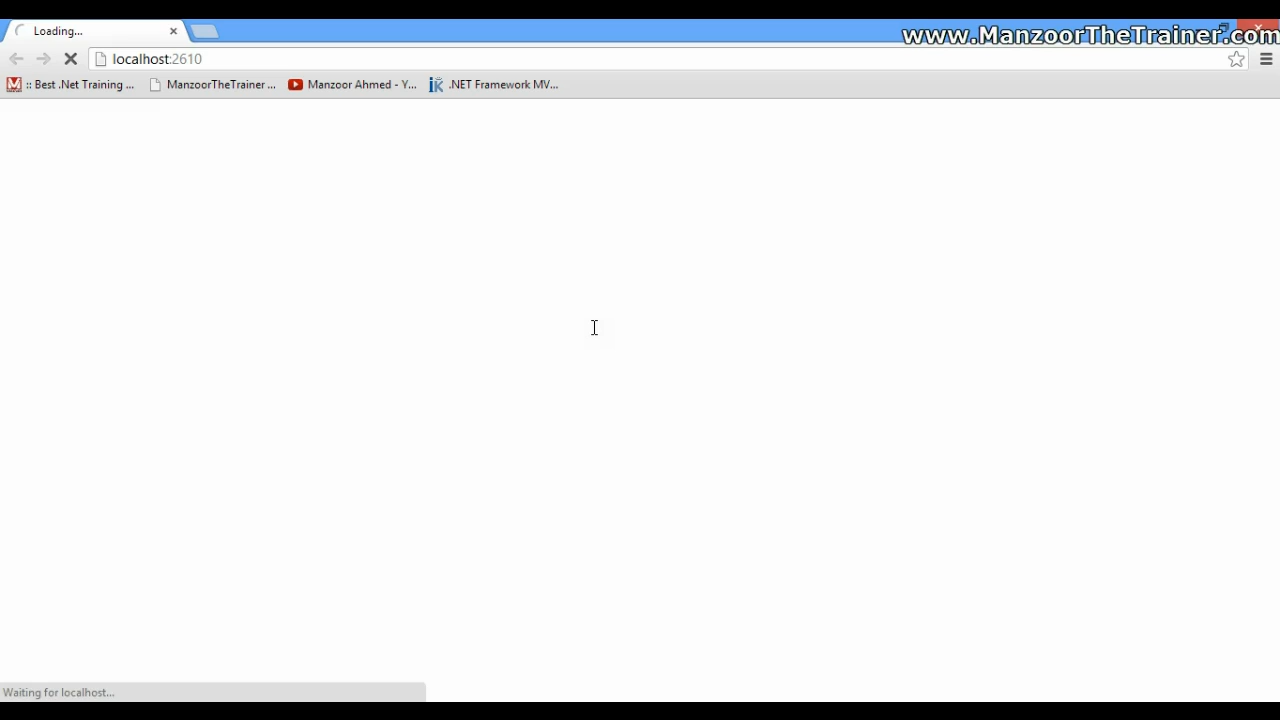 Loading...
www.ManzoorTheTrainer.com
localhost:2610
:: Best .Net Training ...
ManzoorTheTrainer ...
Manzoor Ahmed - Y...
.NET Framework MV...
Waiting for localhost...